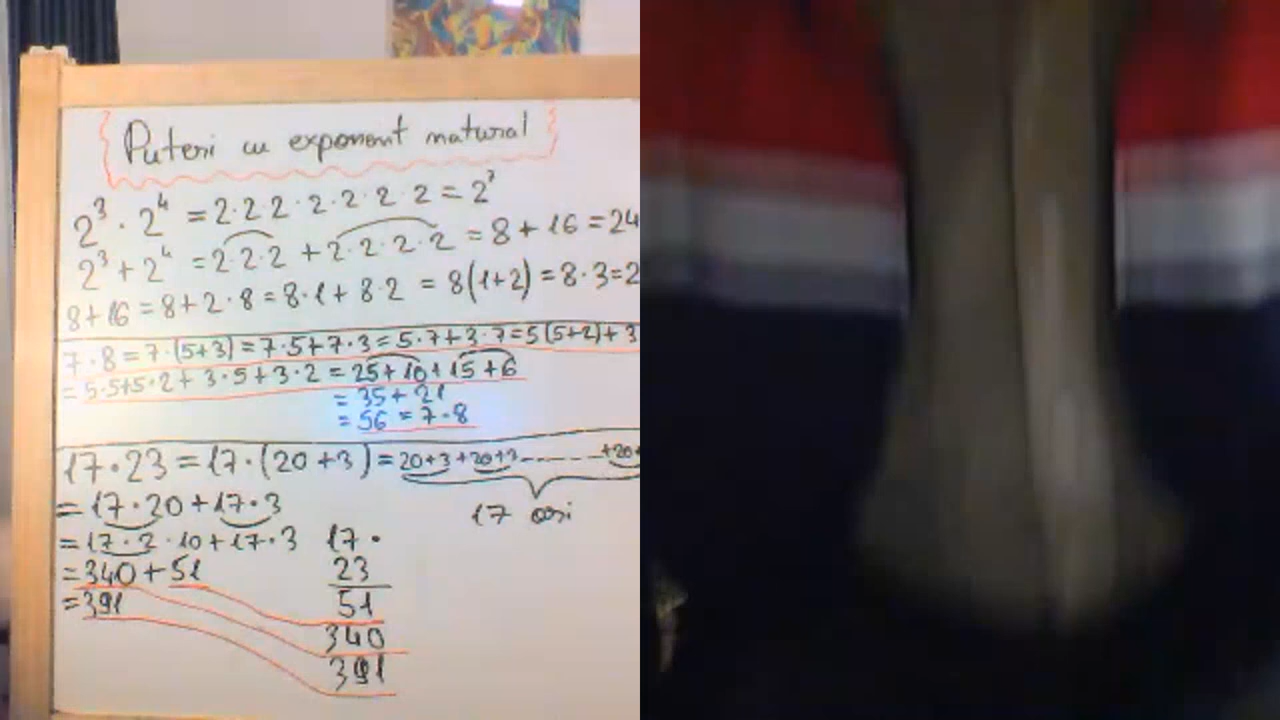 Puteri cu exponent natural
2³ · 2⁴ = 2·2·2·2·2·2·2 = 2⁷
2³ + 2⁴ = 2·2·2 + 2·2·2·2 = 8 + 16 = 24
8+16 = 8+2·8 = 8·1 + 8·2 = 8(1+2) = 8·3=2
7·8 = 7·(5+3) = 7·5+7·3 = 5·7+3·7=5(5+2)+3
= 5·5+5·2 + 3·5+3·2 = 25+10+15+6
= 35+21
= 56 = 7·8
17·23 = 17·(20+3) = 20+3+20+3------+20+
17 ori
= 17·20+17·3
= 17·2·10+17·3
= 340+51
= 391
17 ·
23
51
340
391